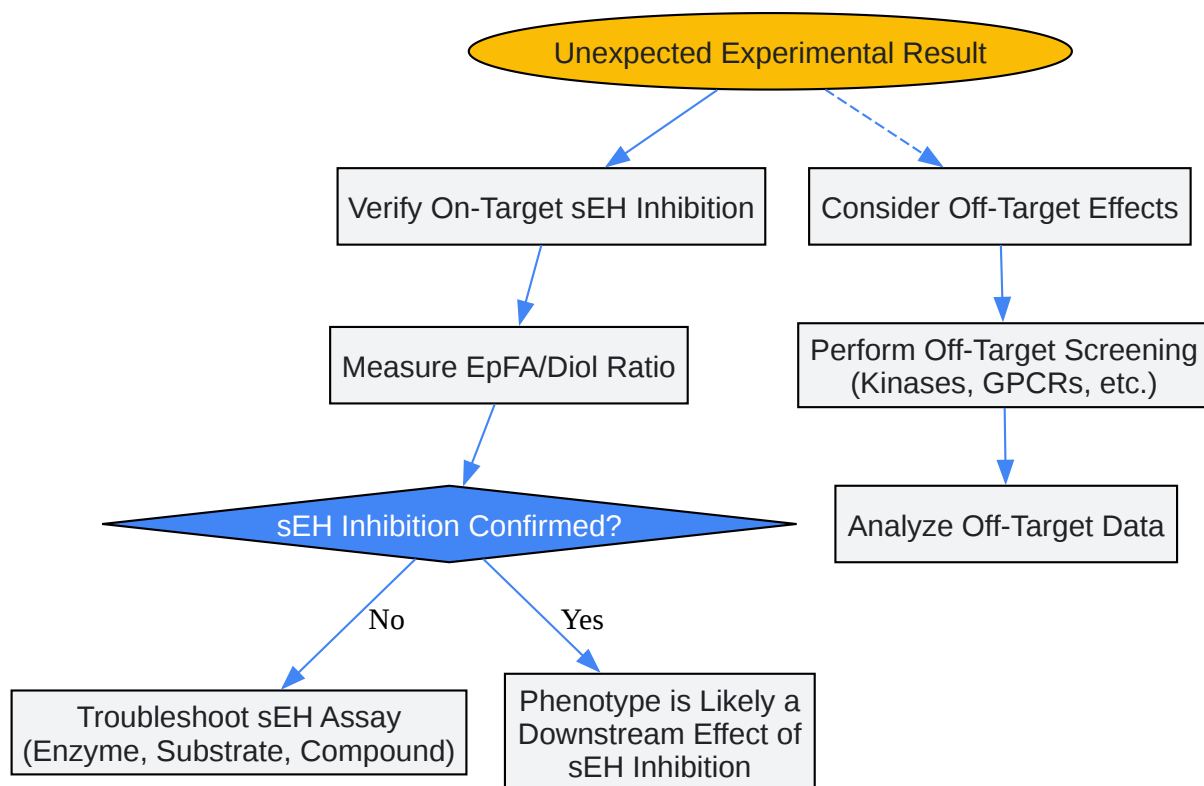 Unexpected Experimental Result
Verify On-Target sEH Inhibition
Consider Off-Target Effects
Measure EpFA/Diol Ratio
Perform Off-Target Screening
(Kinases, GPCRs, etc.)
sEH Inhibition Confirmed?
Analyze Off-Target Data
No
Yes
Troubleshoot sEH Assay
(Enzyme, Substrate, Compound)
Phenotype is Likely a
Downstream Effect of
sEH Inhibition